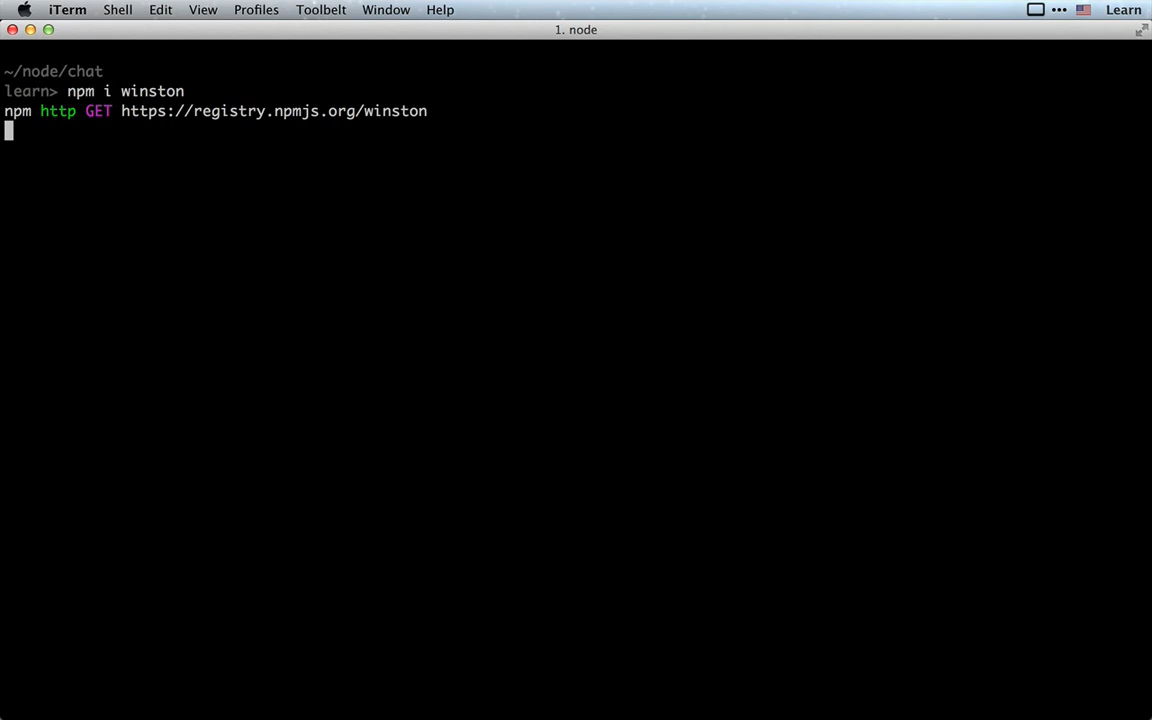 iTerm Shell Edit View Profiles Toolbelt Window Help Learn
1. node
~/node/chat
learn> npm i winston
npm http GET https://registry.npmjs.org/winston